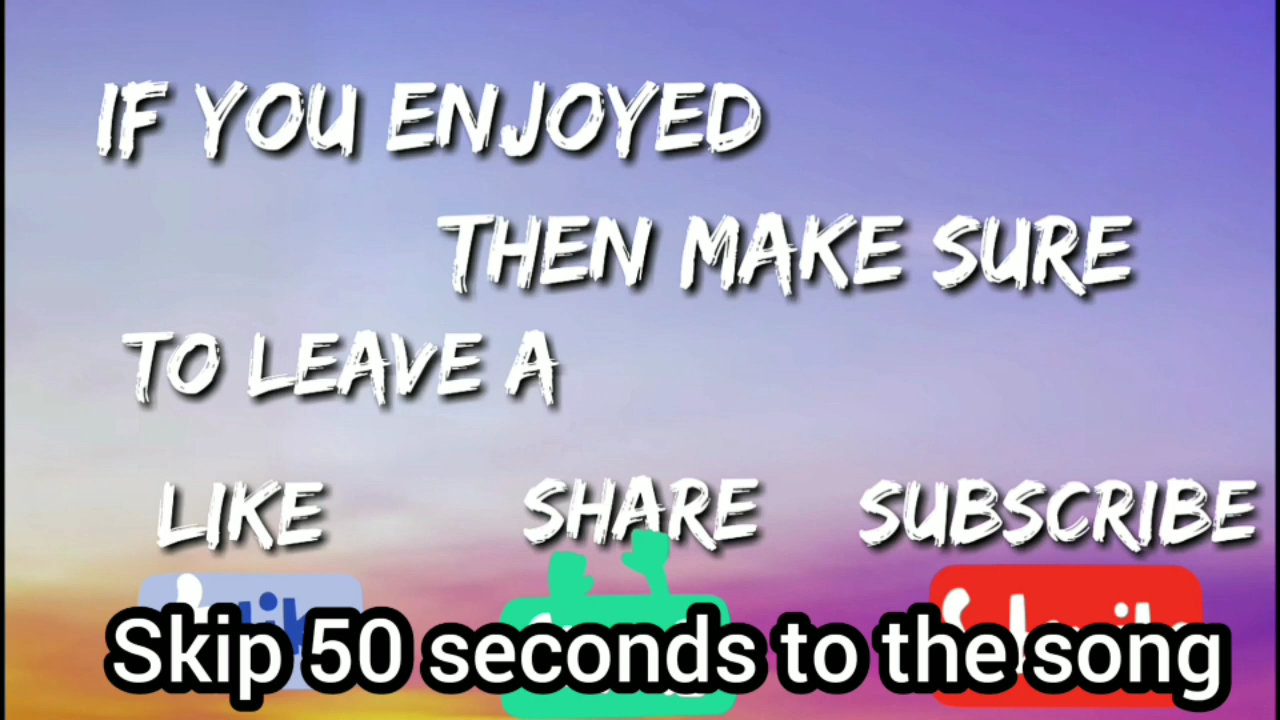 IF YOU ENJOYED
THEN MAKE SURE
TO LEAVE A
LIKE SHARE SUBSCRIBE
Skip 50 seconds to the song